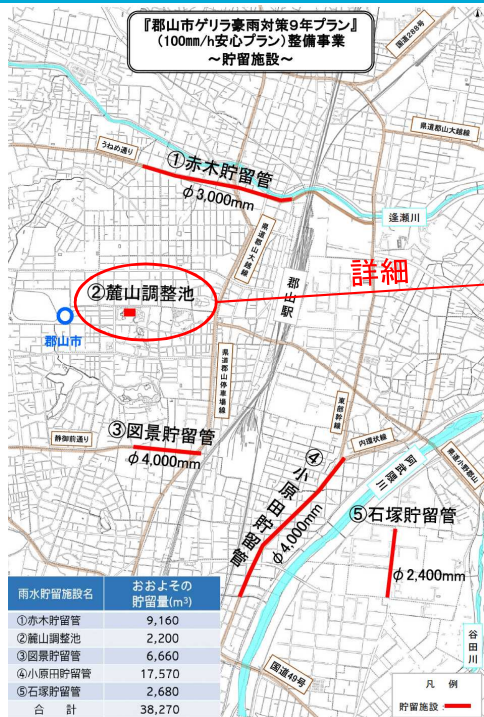 『郡山市ゲリラ豪雨対策9年プラン』
(100mm/h安心プラン)整備事業
～貯留施設～
国道288号
県道郡山大越線
うねめ通り
①赤木貯留管
φ3,000mm
逢瀬川
県道郡山大越線
詳細
②麓山調整池
郡山駅
郡山市
県道郡山停車場線
東部幹線
静御前通り
③図景貯留管
φ4,000mm
内環状線
県道小野郡山
阿武隈川
④小原田貯留管
φ4,000mm
⑤石塚貯留管
φ2,400mm
谷田川
国道49号
雨水貯留施設名 おおよその貯留量(m³)
①赤木貯留管 9,160
②麓山調整池 2,200
③図景貯留管 6,660
④小原田貯留管 17,570
⑤石塚貯留管 2,680
合 計 38,270
凡 例
貯留施設